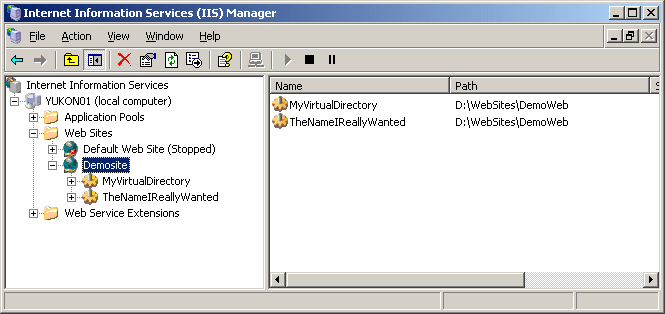 Internet Information Services (IIS) Manager
File Action View Window Help
Internet Information Services
YUKON01 (local computer)
Application Pools
Web Sites
Default Web Site (Stopped)
Demosite
MyVirtualDirectory
TheNameIReallyWanted
Web Service Extensions
Name Path S
MyVirtualDirectory D:\WebSites\DemoWeb
TheNameIReallyWanted D:\WebSites\DemoWeb